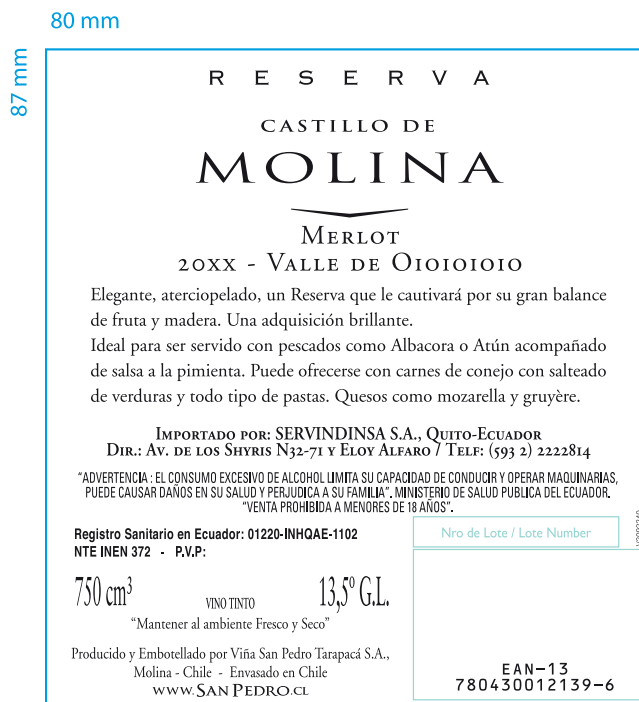 80 mm
87 mm
RESERVA
CASTILLO DE
MOLINA
MERLOT
20XX - VALLE DE OIOIOIOIO
Elegante, aterciopelado, un Reserva que le cautivará por su gran balance
de fruta y madera. Una adquisición brillante.
Ideal para ser servido con pescados como Albacora o Atún acompañado
de salsa a la pimienta. Puede ofrecerse con carnes de conejo con salteado
de verduras y todo tipo de pastas. Quesos como mozarella y gruyère.
IMPORTADO POR: SERVINDINSA S.A., QUITO-ECUADOR
DIR.: AV. DE LOS SHYRIS N32-71 Y ELOY ALFARO / TELF: (593 2) 2222814
“ADVERTENCIA : EL CONSUMO EXCESIVO DE ALCOHOL LIMITA SU CAPACIDAD DE CONDUCIR Y OPERAR MAQUINARIAS,
PUEDE CAUSAR DAÑOS EN SU SALUD Y PERJUDICA A SU FAMILIA”. MINISTERIO DE SALUD PUBLICA DEL ECUADOR.
“VENTA PROHIBIDA A MENORES DE 18 AÑOS”.
Registro Sanitario en Ecuador: 01220-INHQAE-1102
NTE INEN 372 - P.V.P:
Nro de Lote / Lote Number
750 cm³ VINO TINTO 13,5º G.L.
“Mantener al ambiente Fresco y Seco”
Producido y Embotellado por Viña San Pedro Tarapacá S.A.,
Molina - Chile - Envasado en Chile
WWW.SANPEDRO.CL
EAN-13
780430012139-6